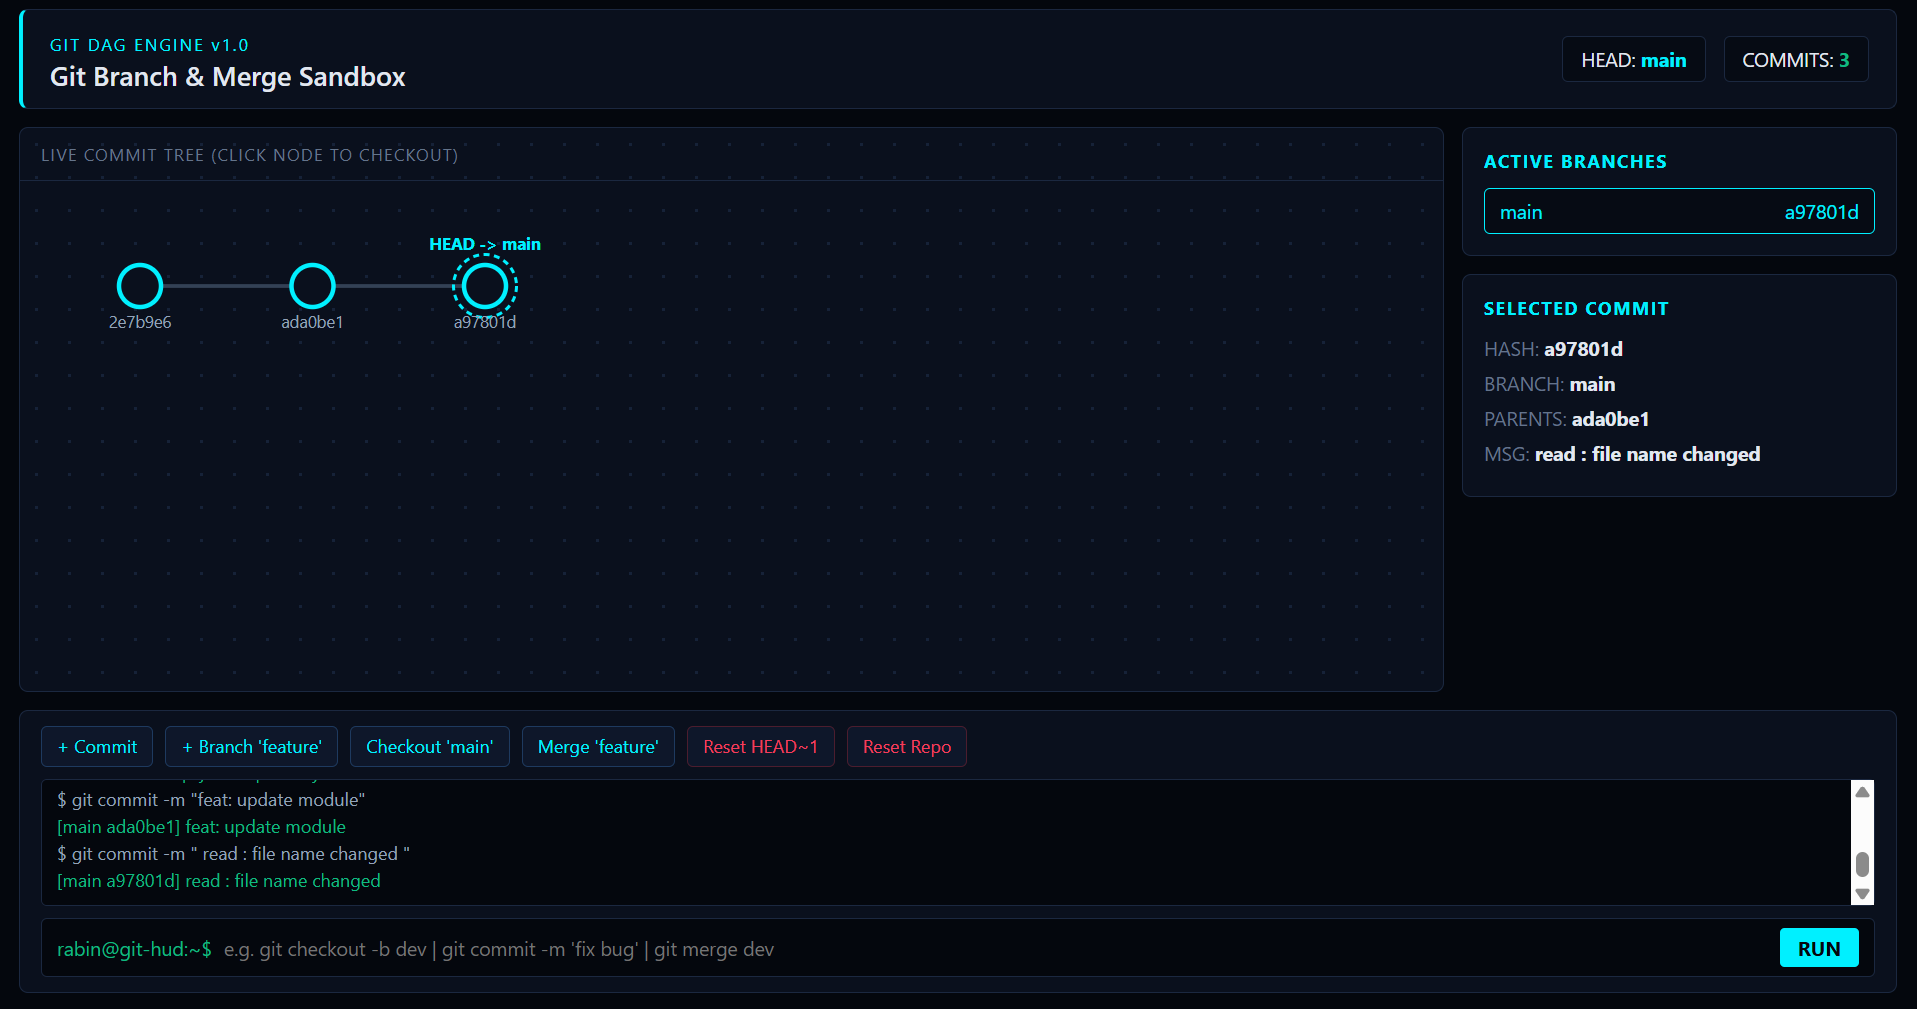 GIT DAG ENGINE v1.0
Git Branch & Merge Sandbox
HEAD: main
COMMITS: 3
LIVE COMMIT TREE (CLICK NODE TO CHECKOUT)
HEAD -> main
2e7b9e6
ada0be1
a97801d
ACTIVE BRANCHES
main a97801d
SELECTED COMMIT
HASH: a97801d
BRANCH: main
PARENTS: ada0be1
MSG: read : file name changed
+ Commit
+ Branch 'feature'
Checkout 'main'
Merge 'feature'
Reset HEAD~1
Reset Repo
$ git commit -m "feat: update module"
[main ada0be1] feat: update module
$ git commit -m " read : file name changed "
[main a97801d] read : file name changed
rabin@git-hud:~$ e.g. git checkout -b dev | git commit -m 'fix bug' | git merge dev
RUN